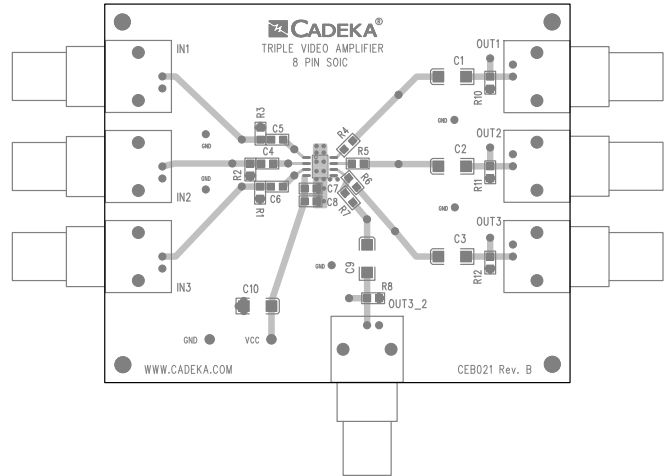 CADEKA®
TRIPLE VIDEO AMPLIFIER
8 PIN SOIC
IN1
OUT1
C1
R10
GND
R3
C5
R4
GND
OUT2
C2
R11
C4
R5
R2
IN2
GND
C6
R1
C7
C8
R6
R7
GND
OUT3
C3
R12
IN3
GND
C9
C10
R8
OUT3_2
GND
VCC
WWW.CADEKA.COM
CEB021 Rev. B